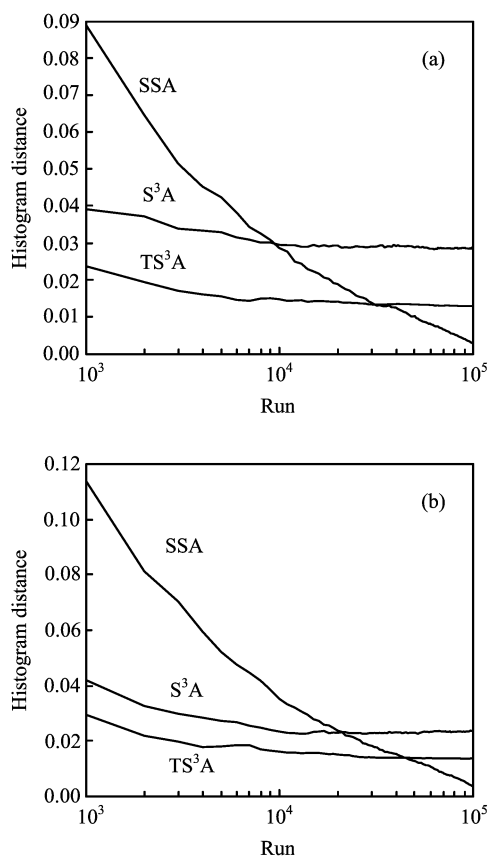 0.09
(a)
0.08
SSA
0.07
0.06
0.05
S³A
0.04
0.03
TS³A
0.02
0.01
0.00
Histogram distance
10³
10⁴
10⁵
Run
0.12
(b)
0.10
SSA
0.08
0.06
S³A
0.04
0.02
TS³A
0.00
Histogram distance
10³
10⁴
10⁵
Run